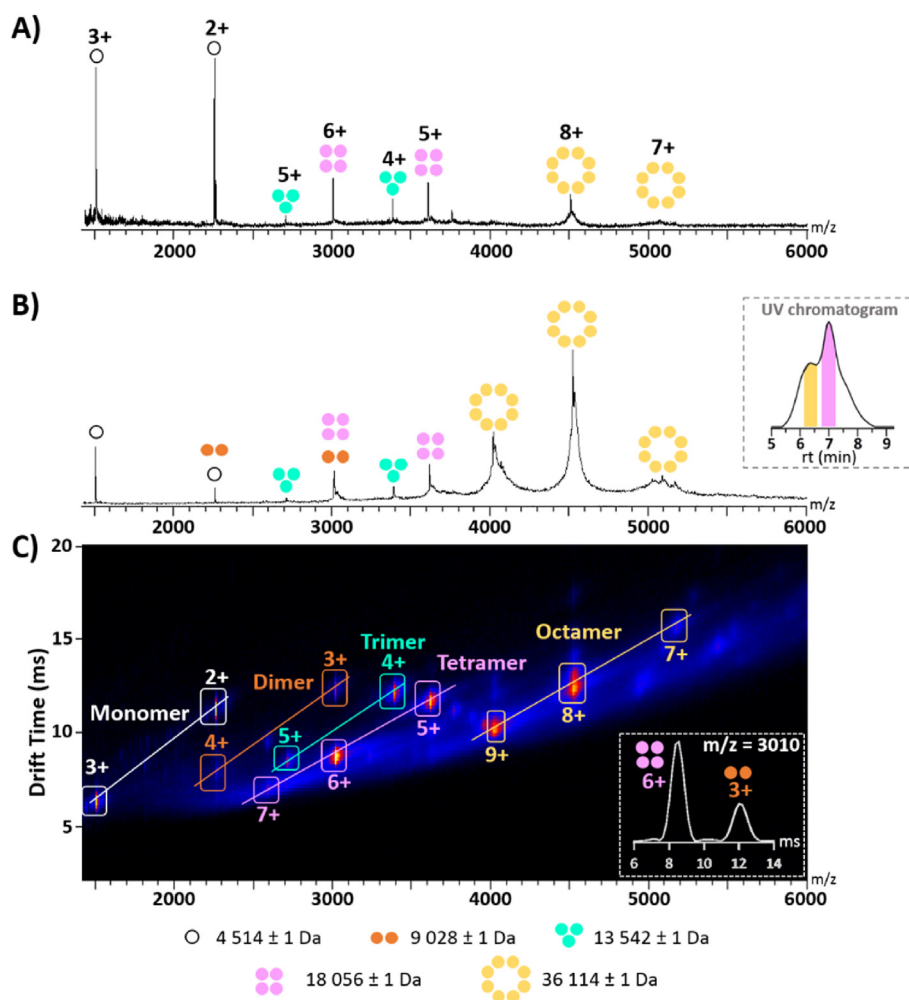 A)
3+
2+
5+
6+
4+
5+
8+
7+
2000 3000 4000 5000 6000 m/z
B)
UV chromatogram
5 6 7 8 9
rt (min)
2000 3000 4000 5000 6000 m/z
C)
20
15
10
5
Drift Time (ms)
Monomer
3+
2+
Dimer
4+
3+
Trimer
5+
4+
Tetramer
7+
6+
5+
Octamer
9+
8+
7+
m/z = 3010
6+
3+
ms
6 8 10 12 14
2000 3000 4000 5000 6000 m/z
4 514 ± 1 Da
9 028 ± 1 Da
13 542 ± 1 Da
18 056 ± 1 Da
36 114 ± 1 Da